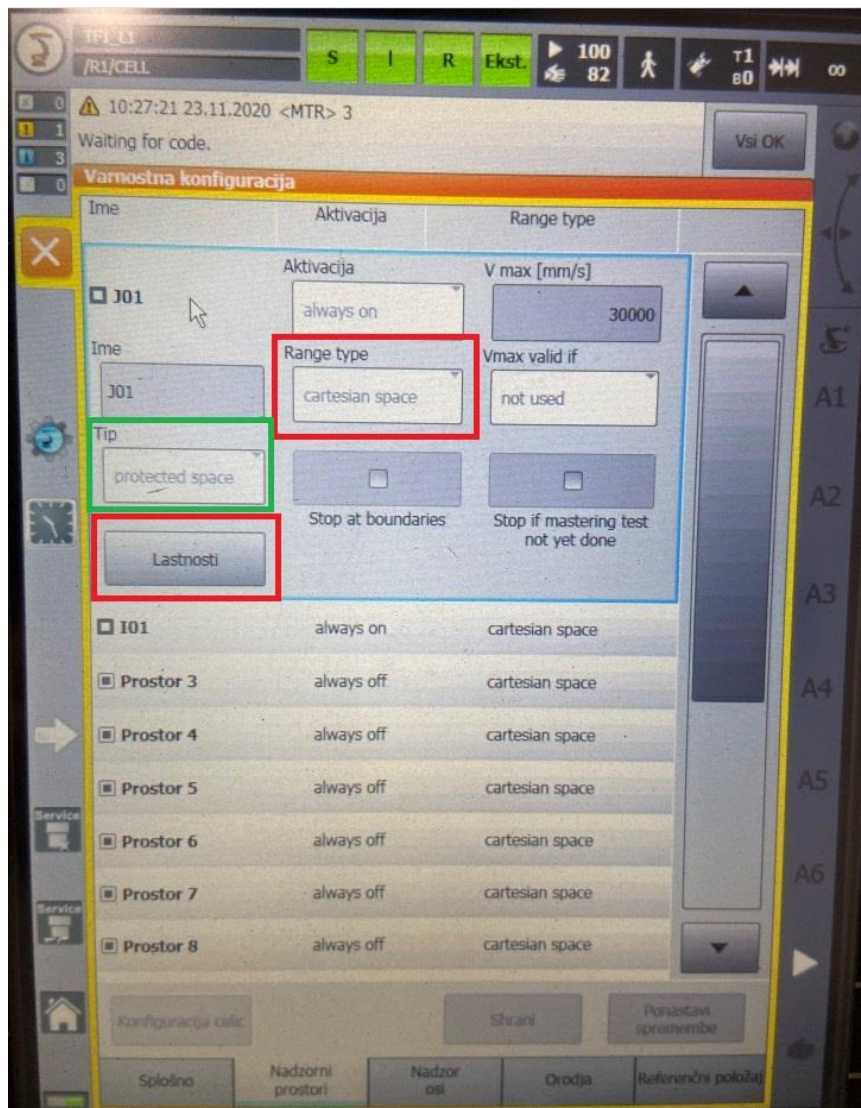 TFI_L1
/R1/CELL
S I R Ekst. 100 82 T1 B0 ∞
0 10:27:21 23.11.2020 <MTR> 3
1 Waiting for code. Vsi OK
3
0 Varnostna konfiguracija
Ime Aktivacija Range type
Aktivacija V max [mm/s]
J01 always on 30000
Ime Range type Vmax valid if
J01 cartesian space not used
A1
Tip
protected space
A2
Stop at boundaries Stop if mastering test
not yet done
Lastnosti
A3
I01 always on cartesian space
Prostor 3 always off cartesian space
A4
Prostor 4 always off cartesian space
Prostor 5 always off cartesian space
A5
Service
Prostor 6 always off cartesian space
A6
Prostor 7 always off cartesian space
Service
Prostor 8 always off cartesian space
Konfiguracija celic Shrani Ponastavi
spremembe
Splošno Nadzorni
prostori Nadzor
osi Orodja Referenčni položaj